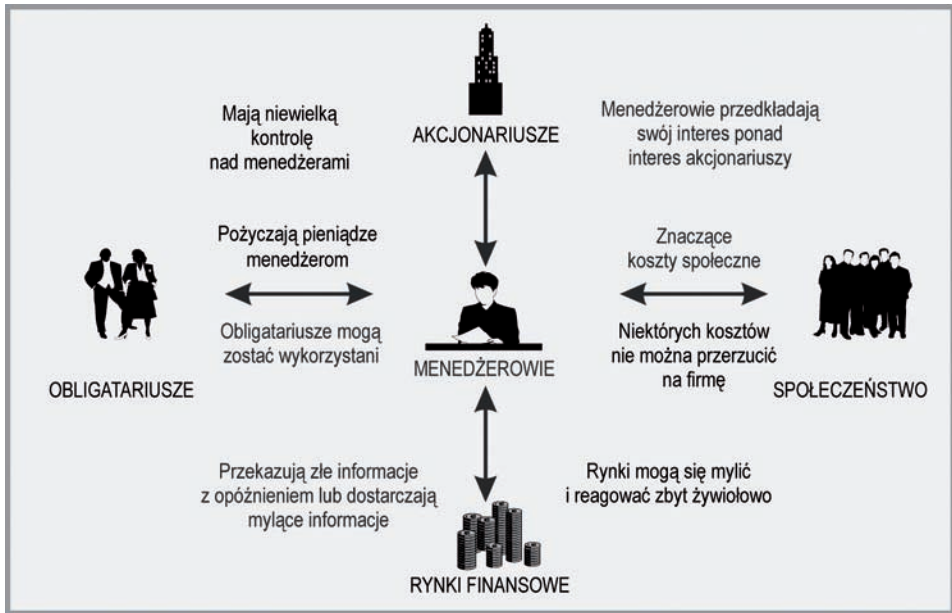 AKCJONARIUSZE
Mają niewielką
kontrolę
nad menedżerami
Menedżerowie przedkładają
swój interes ponad
interes akcjonariuszy
Pożyczają pieniądze
menedżerom
Obligatariusze mogą
zostać wykorzystani
OBLIGATARIUSZE
MENEDŻEROWIE
Znaczące
koszty społeczne
Niektórych kosztów
nie można przerzucić
na firmę
SPOŁECZEŃSTWO
Przekazują złe informacje
z opóźnieniem lub dostarczają
mylące informacje
Rynki mogą się mylić
i reagować zbyt żywiołowo
RYNKI FINANSOWE